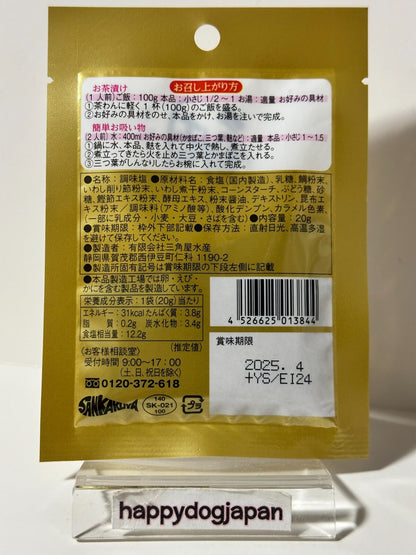 お召し上がり方
お茶漬け
(1人前)ご飯：100g 本品：小さじ1/2～1 お湯：適量 お好みの具材
①茶わんに軽く1杯(100g)のご飯を盛る。
②お好みの具材をのせ、本品をかけ、お湯を注いで完成。
簡単お吸い物
(2人前)水：400ml お好みの具材(かまぼこ、三つ葉、麩など)：適量 本品：小さじ1～1.5
①鍋に水、本品、麩を入れて中火で熱し、煮立たせる。
②煮立ってきたら火を止め三つ葉とかまぼこを入れる。
③三つ葉がしんなりしたらお椀に入れて完成。
●名称：調味塩 ●原材料名：食塩(国内製造)、乳糖、鯛粉末、
いわし削り節粉末、いわし煮干粉末、コーンスターチ、ぶどう糖、砂
糖、鰹節エキス粉末、酵母エキス、粉末醤油、デキストリン、昆布エ
キス粉末／調味料(アミノ酸等)、酸化デンプン、カラメル色素、
(一部に乳成分・小麦・大豆・さばを含む) ●内容量：20g
●賞味期限：枠外下部記載 ●保存方法：直射日光、高温多湿
を避けて保存してください。
●製造者：有限会社三角屋水産
静岡県賀茂郡西伊豆町仁科1190-2
●製造所固有記号は賞味期限の下段左側に記載
●本品製造工場では卵・えび・
かにを含む製品を製造しています。
栄養成分表示：1袋(20g)当たり
エネルギー：31kcal たんぱく質：3.8g
脂　質：0.2g 炭水化物：3.4g
食塩相当量：12.2g
(推定値)
4 526625 013844
賞味期限
2025. 4
+YS/EI24
〈お客様相談室〉
受付時間 9:00～17:00
(土、日、祝日を除く)
0120-372-618
SANKAKUYA
140
SK-021
100
プラ
happydogjapan